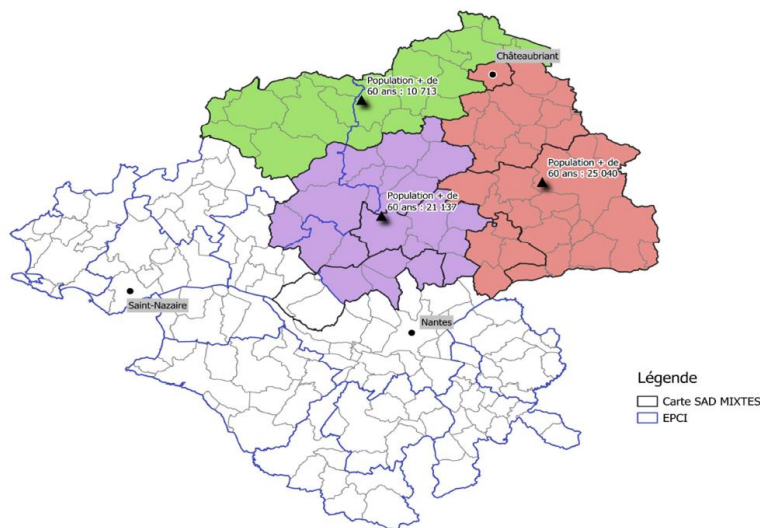 Châteaubriant
Population + de
60 ans : 10 713
Population + de
60 ans : 25 040
Population + de
60 ans : 21 137
Saint-Nazaire
Nantes
Légende
Carte SAD MIXTES
EPCI